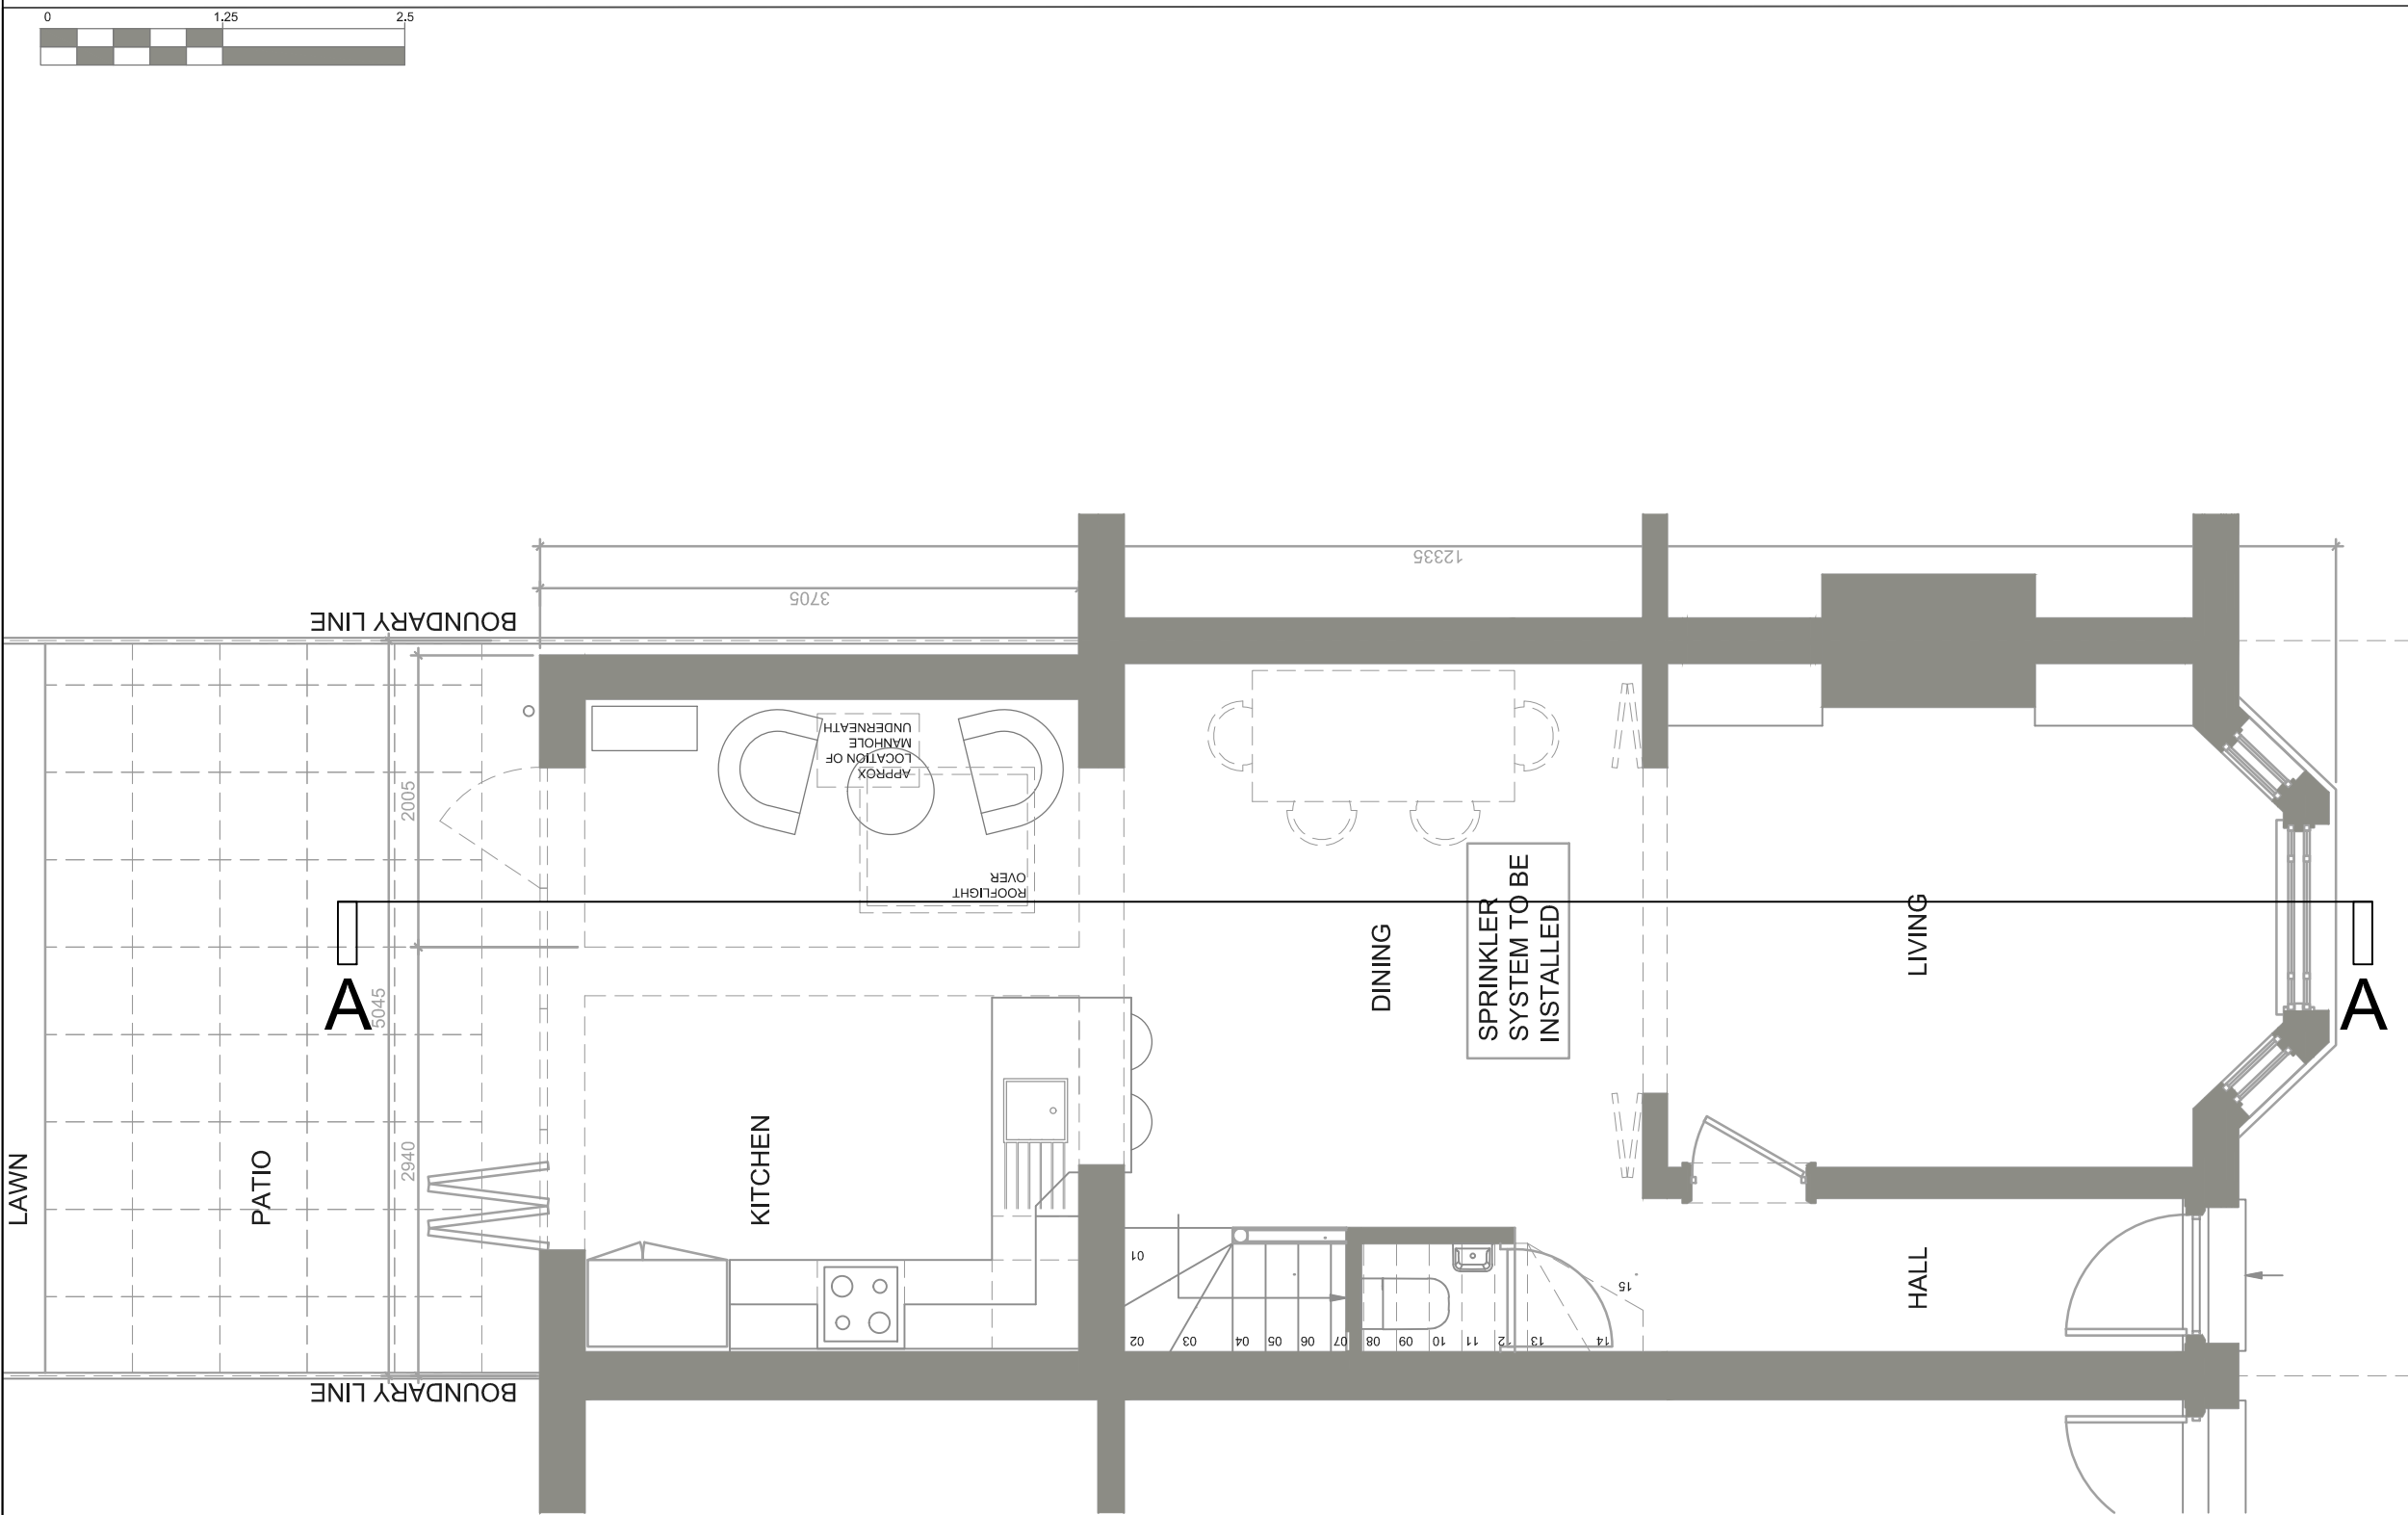 0 1.25 2.5
12335
3705
BOUNDARY LINE
APPROX
LOCATION OF
MANHOLE
UNDERNEATH
ROOFLIGHT
OVER
2005
5045
2940
A
A
LAWN
PATIO
KITCHEN
DINING
SPRINKLER
SYSTEM TO BE
INSTALLED
LIVING
HALL
01
02
03
04
05
06
07
08
09
10
11
12
13
14
15
BOUNDARY LINE